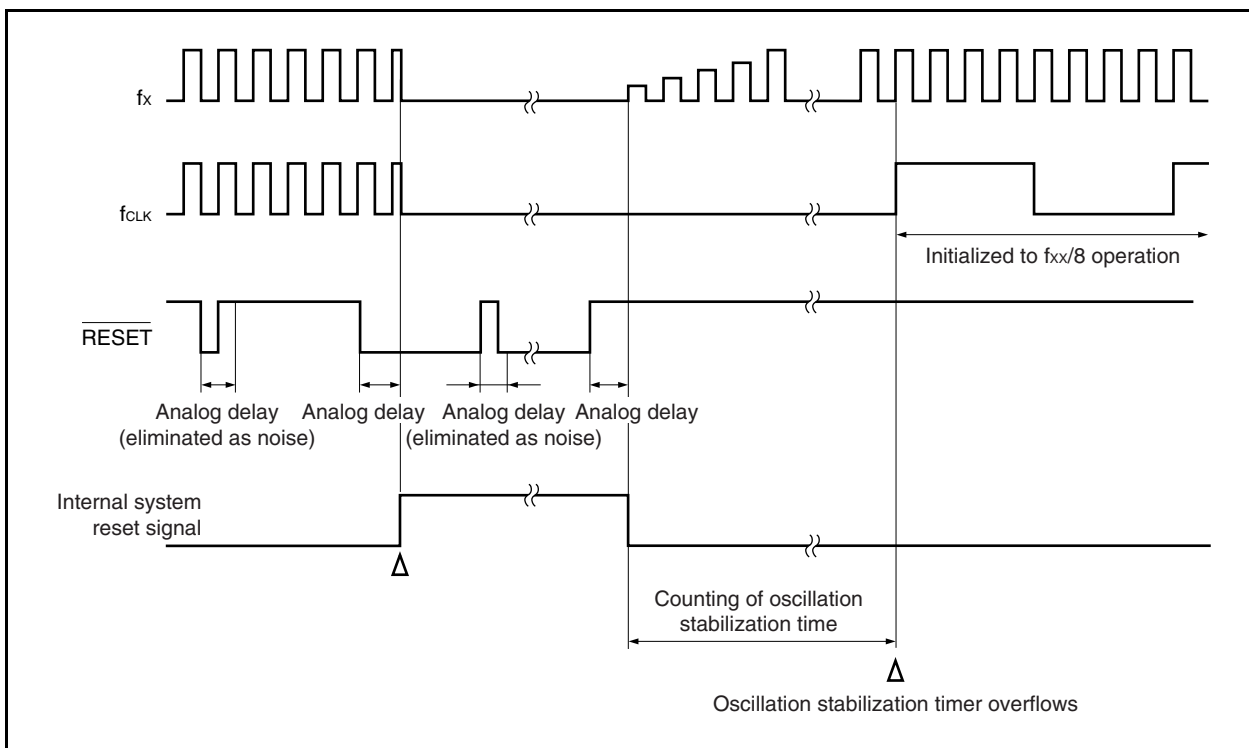 fX
fCLK
Initialized to fXX/8 operation
RESET
Analog delay
(eliminated as noise)
Analog delay
Analog delay
(eliminated as noise)
Analog delay
Internal system
reset signal
Counting of oscillation
stabilization time
Oscillation stabilization timer overflows